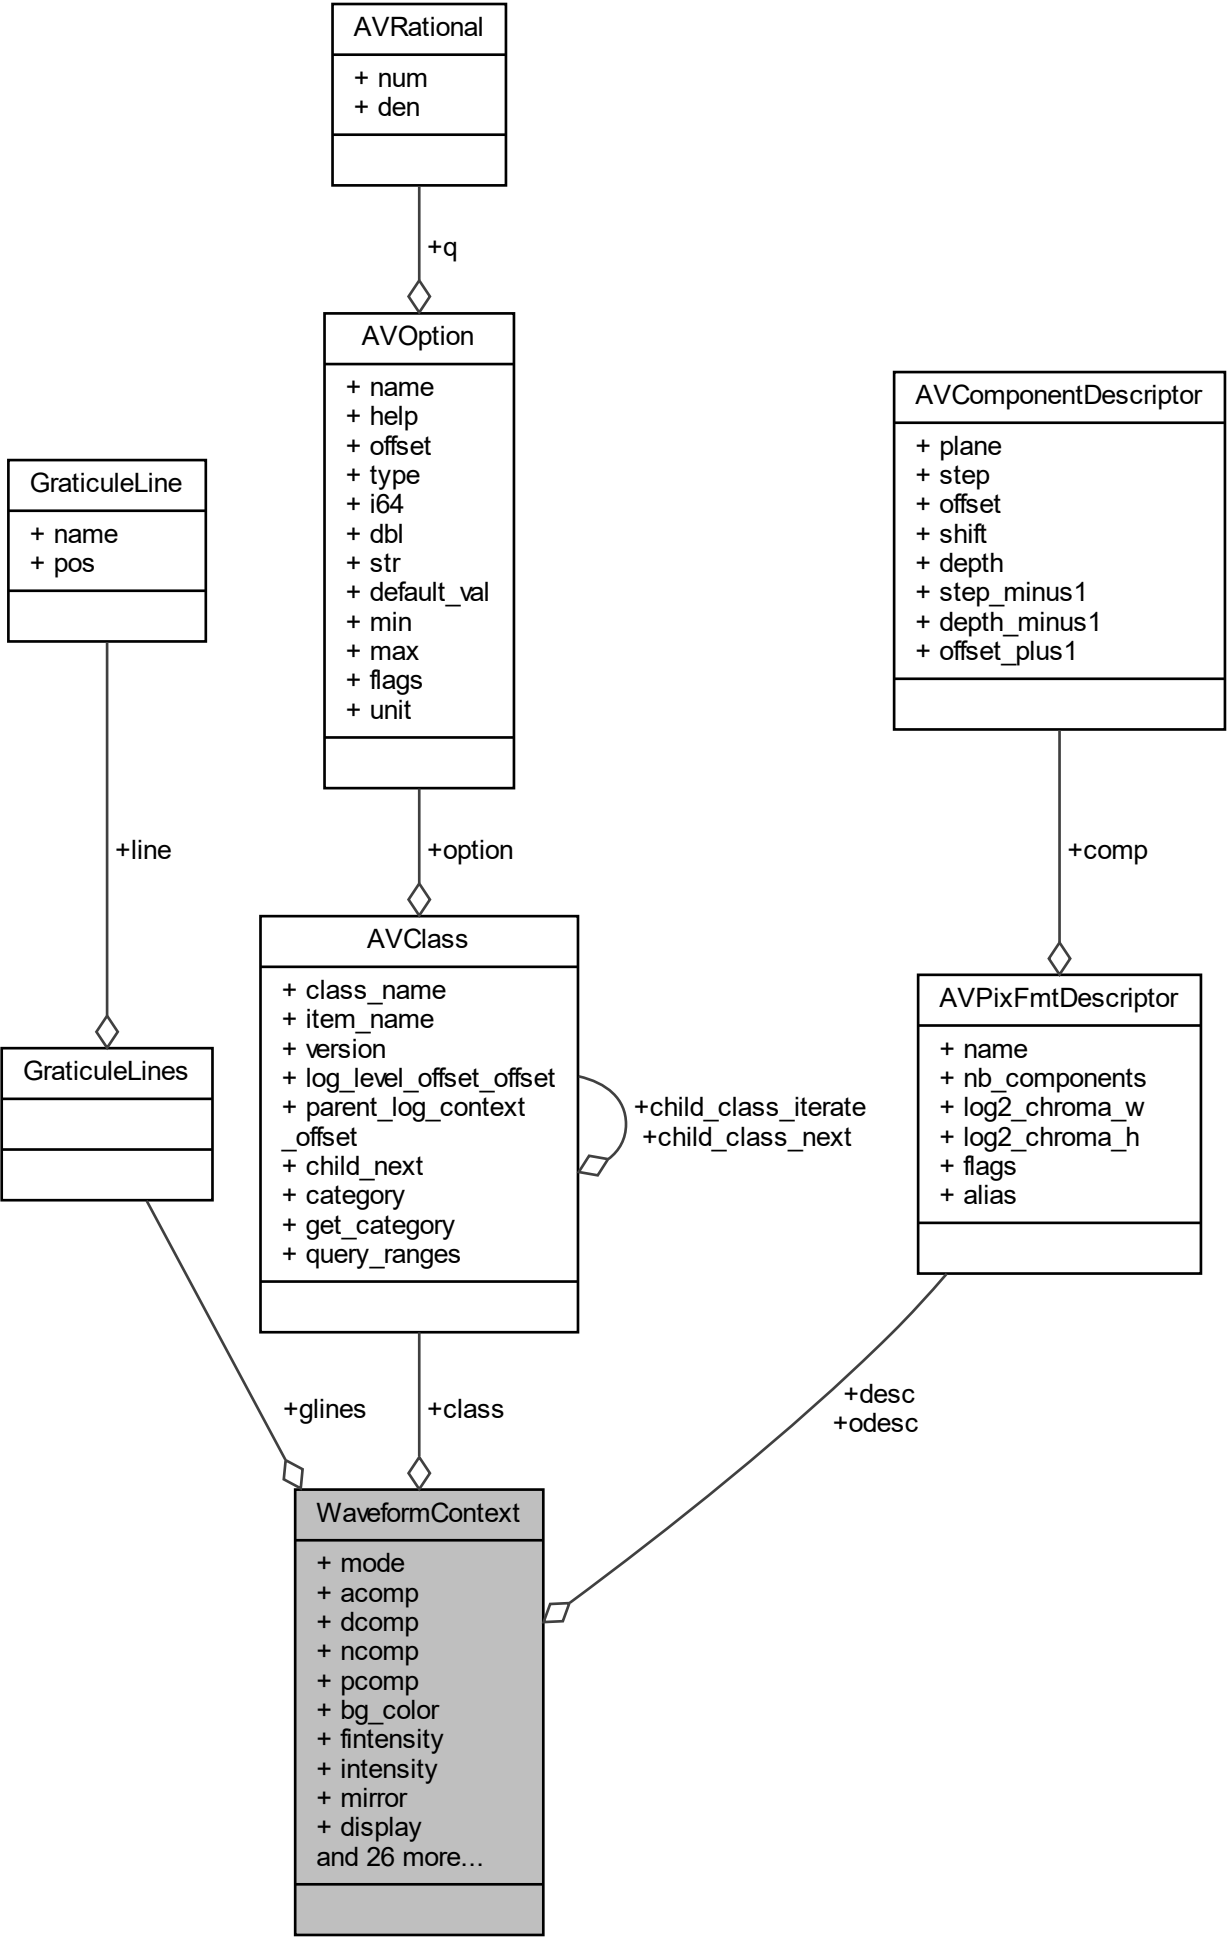 AVRational
+ num
+ den
+q
AVOption
+ name
+ help
+ offset
+ type
+ i64
+ dbl
+ str
+ default_val
+ min
+ max
+ flags
+ unit
AVComponentDescriptor
+ plane
+ step
+ offset
+ shift
+ depth
+ step_minus1
+ depth_minus1
+ offset_plus1
GraticuleLine
+ name
+ pos
+line
+option
+comp
AVClass
+ class_name
+ item_name
+ version
+ log_level_offset_offset
+ parent_log_context
_offset
+ child_next
+ category
+ get_category
+ query_ranges
+child_class_iterate
+child_class_next
AVPixFmtDescriptor
+ name
+ nb_components
+ log2_chroma_w
+ log2_chroma_h
+ flags
+ alias
GraticuleLines
+glines
+class
+desc
+odesc
WaveformContext
+ mode
+ acomp
+ dcomp
+ ncomp
+ pcomp
+ bg_color
+ fintensity
+ intensity
+ mirror
+ display
and 26 more...